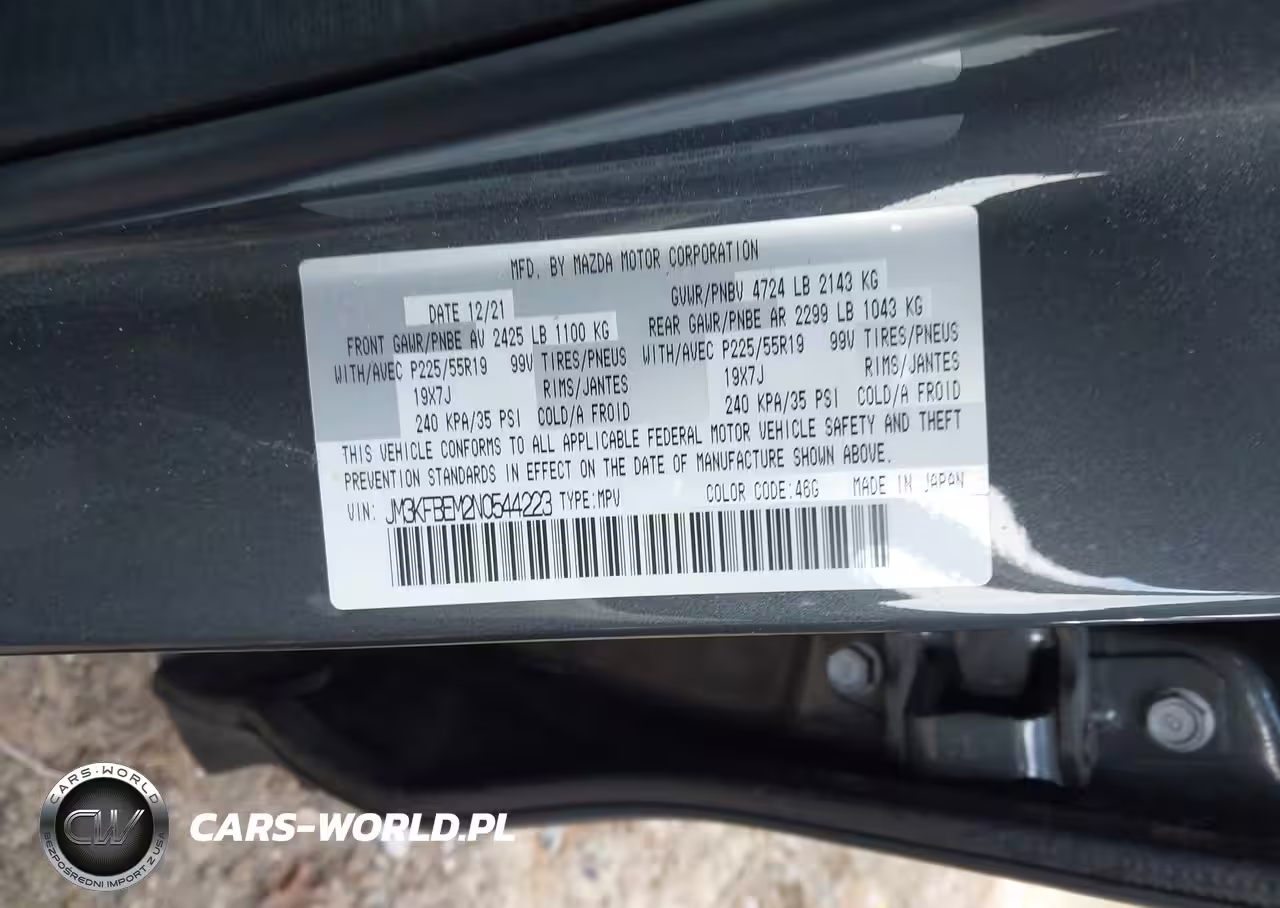 MFD. BY MAZDA MOTOR CORPORATION
DATE 12/21 GVWR/PNBV 4724 LB 2143 KG
FRONT GAWR/PNBE AV 2425 LB 1100 KG REAR GAWR/PNBE AR 2299 LB 1043 KG
WITH/AVEC P225/55R19 99V TIRES/PNEUS WITH/AVEC P225/55R19 99V TIRES/PNEUS
19X7J RIMS/JANTES 19X7J RIMS/JANTES
240 KPA/35 PSI COLD/A FROID 240 KPA/35 PSI COLD/A FROID
THIS VEHICLE CONFORMS TO ALL APPLICABLE FEDERAL MOTOR VEHICLE SAFETY AND THEFT
PREVENTION STANDARDS IN EFFECT ON THE DATE OF MANUFACTURE SHOWN ABOVE.
VIN: JM3KFBEM2N0544223 TYPE:MPV COLOR CODE:46G MADE IN JAPAN
CARS-WORLD
CW
BEZPOŚREDNI IMPORT Z USA
CARS-WORLD.PL